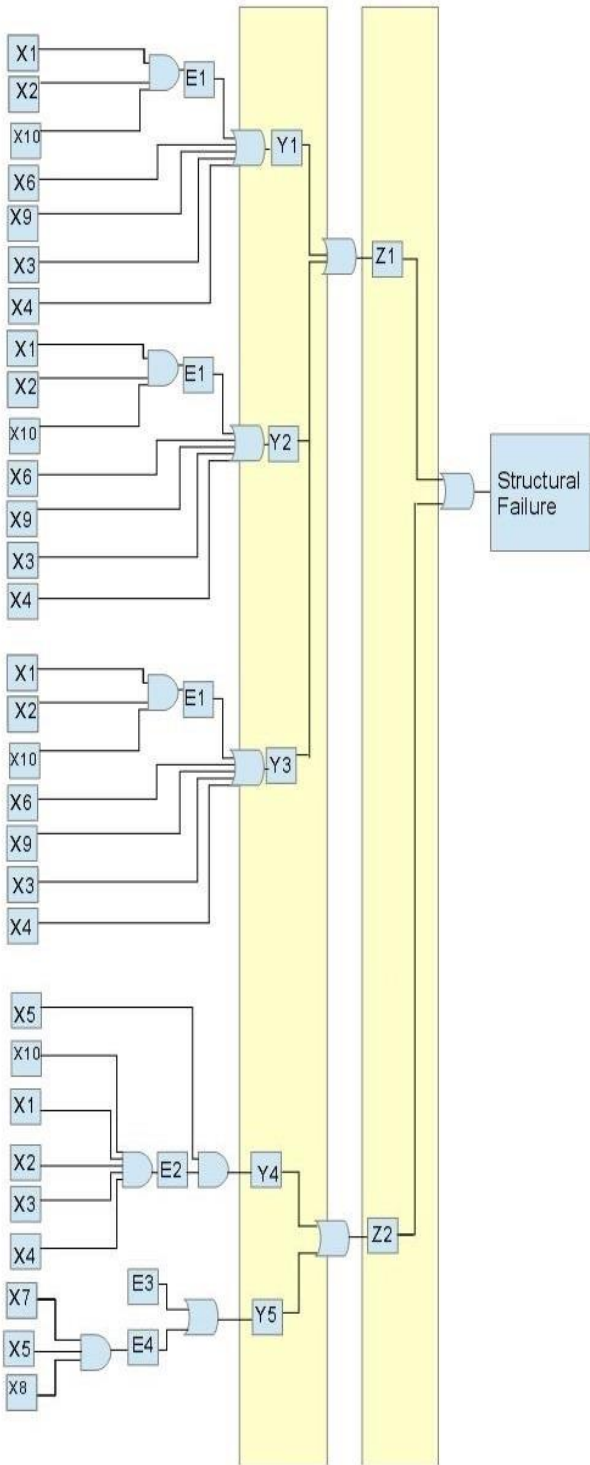 X1
X2
E1
X10
Y1
X6
X9
X3
Z1
X4
X1
E1
X2
X10
Y2
X6
Structural
Failure
X9
X3
X4
X1
E1
X2
X10
Y3
X6
X9
X3
X4
X5
X10
X1
X2
E2
Y4
X3
X4
Z2
E3
X7
Y5
X5
E4
X8